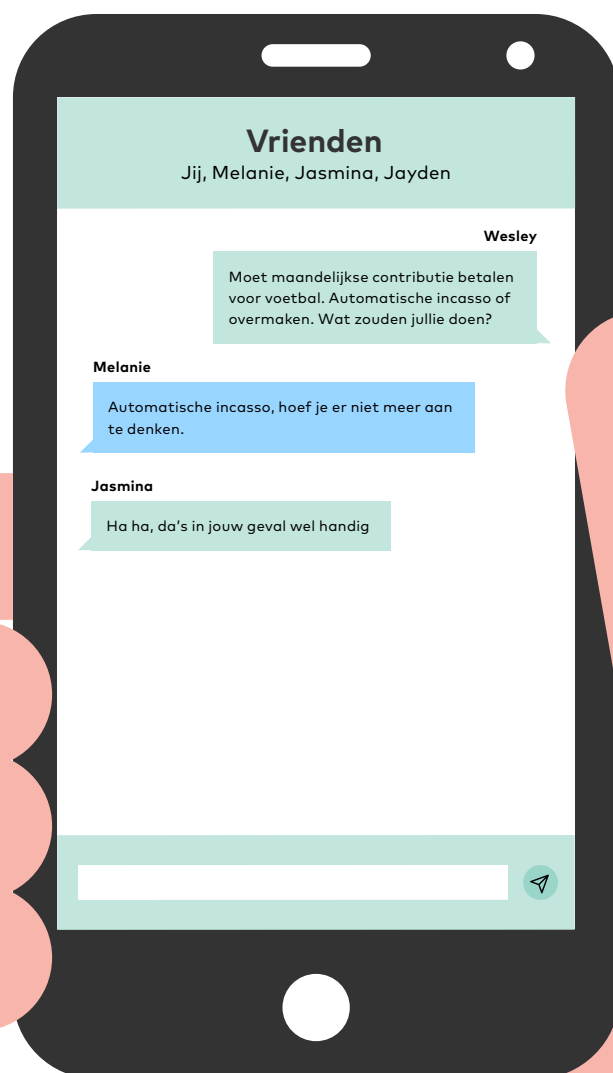 Vrienden
Jij, Melanie, Jasmina, Jayden
Wesley
Moet maandelijkse contributie betalen
voor voetbal. Automatische incasso of
overmaken. Wat zouden jullie doen?
Melanie
Automatische incasso, hoef je er niet meer aan
te denken.
Jasmina
Ha ha, da’s in jouw geval wel handig